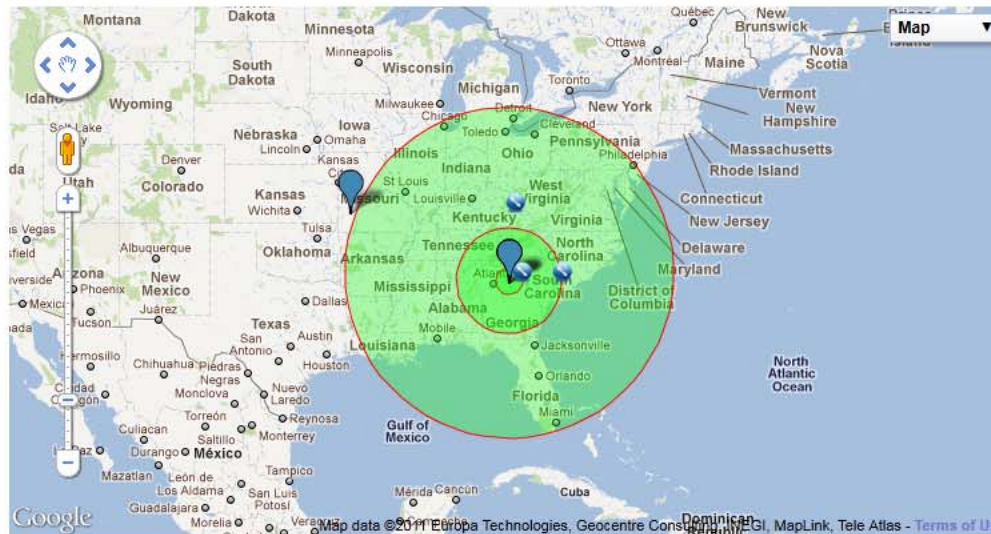 North
Dakota
Minnesota
Québec
New
Brunswick
Map
Ottawa
Montréal
Maine
Nova
Scotia
Minneapolis
Wisconsin
South
Dakota
Michigan
Toronto
Vermont
New
Hampshire
Wyoming
Milwaukee
New York
Detroit
Chicago
Iowa
Nebraska
Omaha
Lincoln
Toledo
Cleveland
Pennsylvania
Massachusetts
Salt Lake
Illinois
Ohio
Indiana
Philadelphia
Rhode Island
Denver
Utah
Colorado
Kansas
Kansas
St Louis
Missouri
Louisville
West
Virginia
Connecticut
New Jersey
Wichita
Kentucky
Virginia
Tulsa
Delaware
Maryland
Albuquerque
Oklahoma
Arkansas
Tennessee
North
Carolina
Arizona
Phoenix
New
Mexico
Mississippi
South
Carolina
District of
Columbia
Dallas
Alabama
Georgia
Tucson
Juárez
Texas
Austin
San
Antonio
Mobile
Louisiana
Houston
Jacksonville
Hermosillo
Chihuahua
Piedras
Negras
Orlando
North
Atlantic
Ocean
Ciudad
Monclova
Nuevo
Laredo
Florida
Torreón
Reynosa
Miami
Gulf of
Mexico
Culiacan
Saltillo
Monterrey
Durango
México
La Paz
Mazatlan
Tampico
León de
Los Aldama
San Luis
Potosí
Mérida
Cancún
Cuba
Guadalajara
Morelia
Google
Map data ©2011 Europa Technologies, Geocentre Consulting, INEGI, MapLink, Tele Atlas - Terms of U